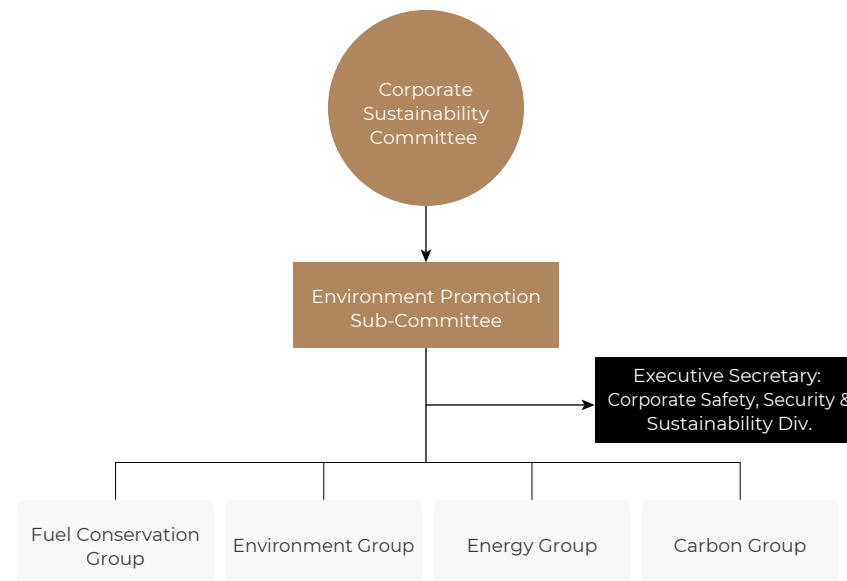 Corporate
Sustainability
Committee
Environment Promotion
Sub-Committee
Executive Secretary:
Corporate Safety, Security &
Sustainability Div.
Fuel Conservation
Group
Environment Group
Energy Group
Carbon Group